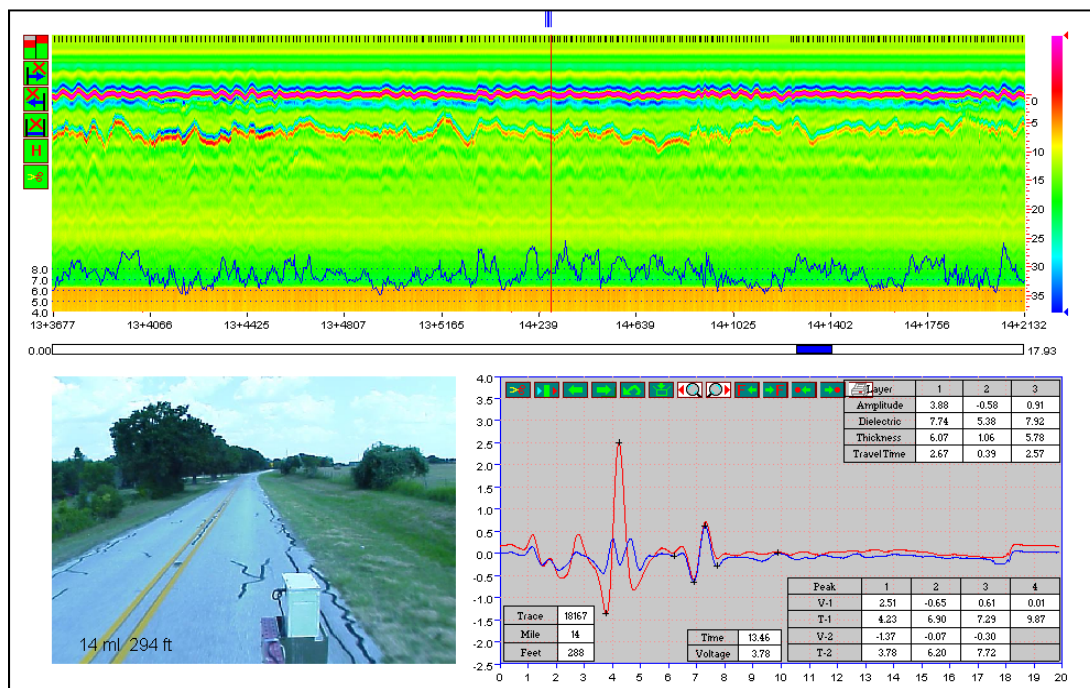 H
0
-5
-10
-15
-20
-25
-30
-35
8.0
7.0
6.0
5.0
4.0
13+3677 13+4066 13+4425 13+4807 13+5165 14+239 14+639 14+1025 14+1402 14+1756 14+2132
0.00 17.93
14 ml 294 ft
4.0
3.5
3.0
2.5
2.0
1.5
1.0
0.5
0.0
-0.5
-1.0
-1.5
-2.0
-2.5
Layer 1 2 3
Amplitude 3.88 -0.58 0.91
Dielectric 7.74 5.38 7.92
Thickness 6.07 1.06 5.78
Travel Time 2.67 0.39 2.57
Trace 18167
Mile 14
Feet 288
Time 13.46
Voltage 3.78
Peak 1 2 3 4
V-1 2.51 -0.65 0.61 0.01
T-1 4.23 6.90 7.29 9.87
V-2 -1.37 -0.07 -0.30
T-2 3.78 6.20 7.72
0 1 2 3 4 5 6 7 8 9 10 11 12 13 14 15 16 17 18 19 20